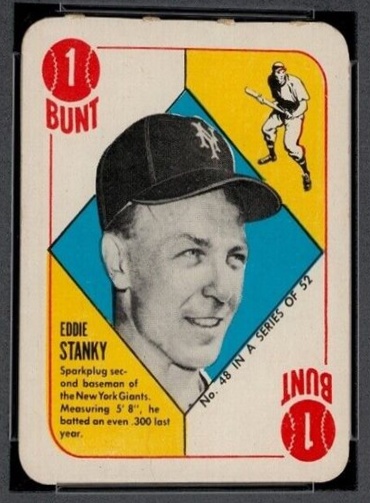 1
BUNT
NY
EDDIE
STANKY
Sparkplug sec-
ond baseman of
the New York Giants.
Measuring 5' 8", he
batted an even .300 last
year.
No. 48 IN A SERIES OF 52
BUNT
1